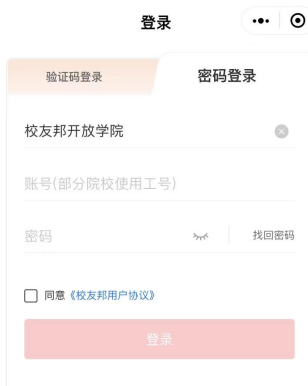 登录
验证码登录
密码登录
校友邦开放学院
账号(部分院校使用工号)
密码
找回密码
同意《校友邦用户协议》
登录